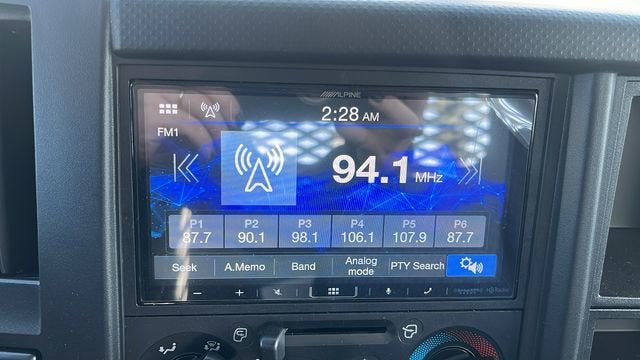 ALPINE
2:28 AM
FM1
94.1 MHz
P1 P2 P3 P4 P5 P6
87.7 90.1 98.1 106.1 107.9 87.7
Seek A.Memo Band Analog mode PTY Search